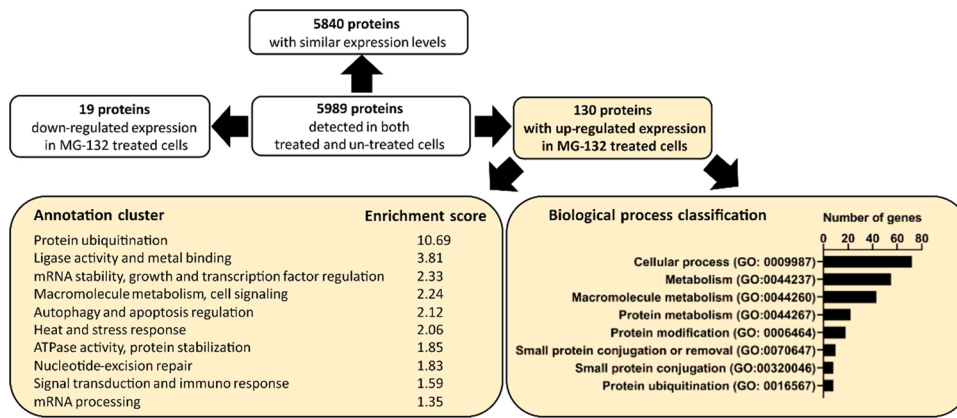 5840 proteins
with similar expression levels
19 proteins
down-regulated expression
in MG-132 treated cells
5989 proteins
detected in both
treated and un-treated cells
130 proteins
with up-regulated expression
in MG-132 treated cells
Annotation cluster Enrichment score
Protein ubiquitination 10.69
Ligase activity and metal binding 3.81
mRNA stability, growth and transcription factor regulation 2.33
Macromolecule metabolism, cell signaling 2.24
Autophagy and apoptosis regulation 2.12
Heat and stress response 2.06
ATPase activity, protein stabilization 1.85
Nucleotide-excision repair 1.83
Signal transduction and immuno response 1.59
mRNA processing 1.35
Biological process classification
Number of genes
0 20 40 60 80
Cellular process (GO: 0009987)
Metabolism (GO:0044237)
Macromolecule metabolism (GO:0044260)
Protein metabolism (GO:0044267)
Protein modification (GO: 0006464)
Small protein conjugation or removal (GO:0070647)
Small protein conjugation (GO:00320046)
Protein ubiquitination (GO: 0016567)